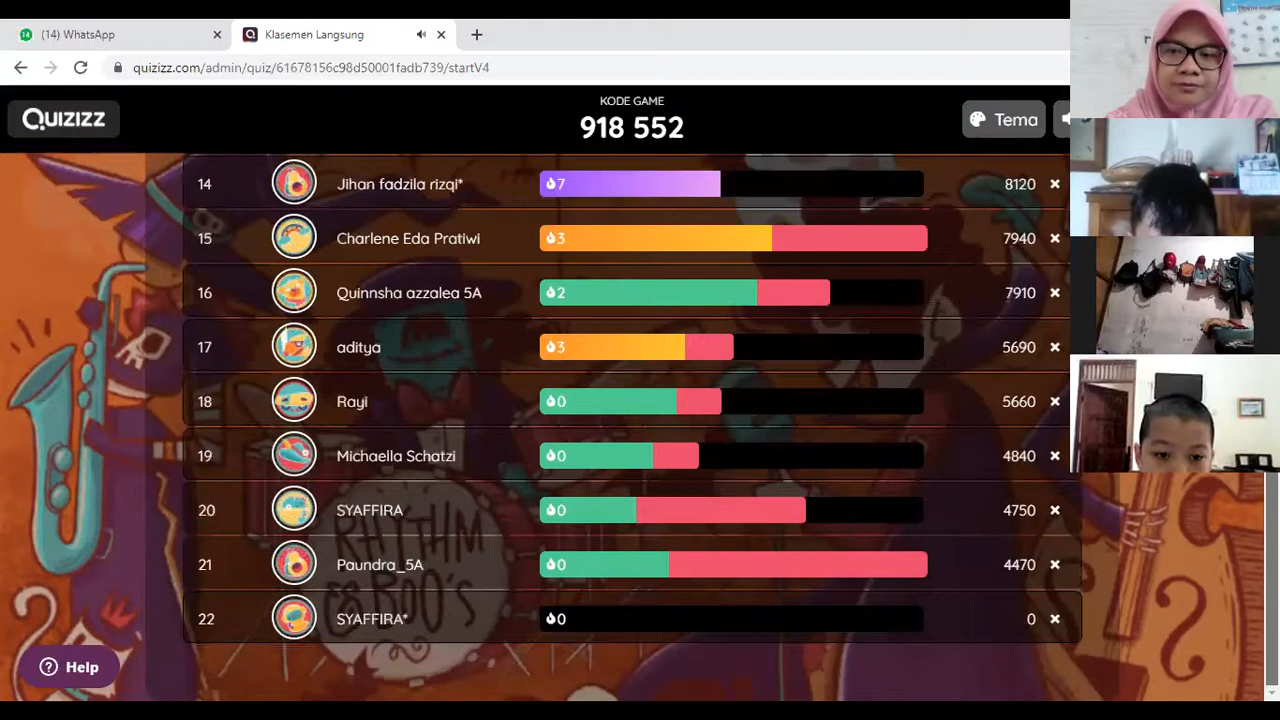 (14) WhatsApp
Klasemen Langsung
quizizz.com/admin/quiz/61678156c98d50001fadb739/startV4
Quizizz
KODE GAME
918 552
Tema
14 Jihan fadzila rizqi* 7 8120
15 Charlene Eda Pratiwi 3 7940
16 Quinnsha azzalea 5A 2 7910
17 aditya 3 5690
18 Rayi 0 5660
19 Michaella Schatzi 0 4840
20 SYAFFIRA 0 4750
21 Paundra_5A 0 4470
22 SYAFFIRA* 0 0
RHYTHM
ES BOO'S
Help